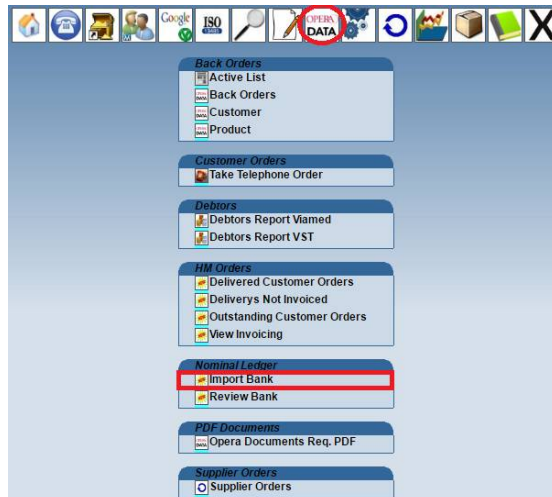 Google
ISO
OPERA
DATA
X
Back Orders
Active List
Back Orders
Customer
Product
Customer Orders
Take Telephone Order
Debtors
Debtors Report Viamed
Debtors Report VST
HM Orders
Delivered Customer Orders
Deliverys Not Invoiced
Outstanding Customer Orders
View Invoicing
Nominal Ledger
Import Bank
Review Bank
PDF Documents
Opera Documents Req. PDF
Supplier Orders
Supplier Orders